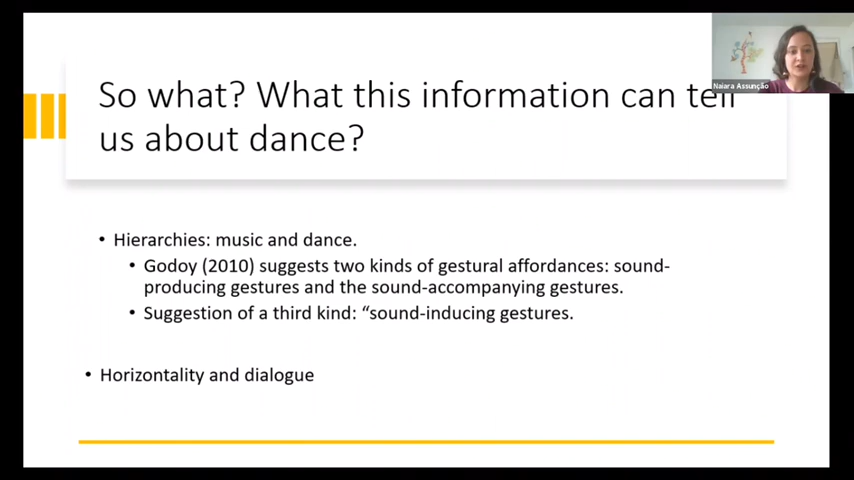 So what? What this information can tell
us about dance?
Naiara Assunção
• Hierarchies: music and dance.
• Godoy (2010) suggests two kinds of gestural affordances: sound-
producing gestures and the sound-accompanying gestures.
• Suggestion of a third kind: “sound-inducing gestures.
• Horizontality and dialogue